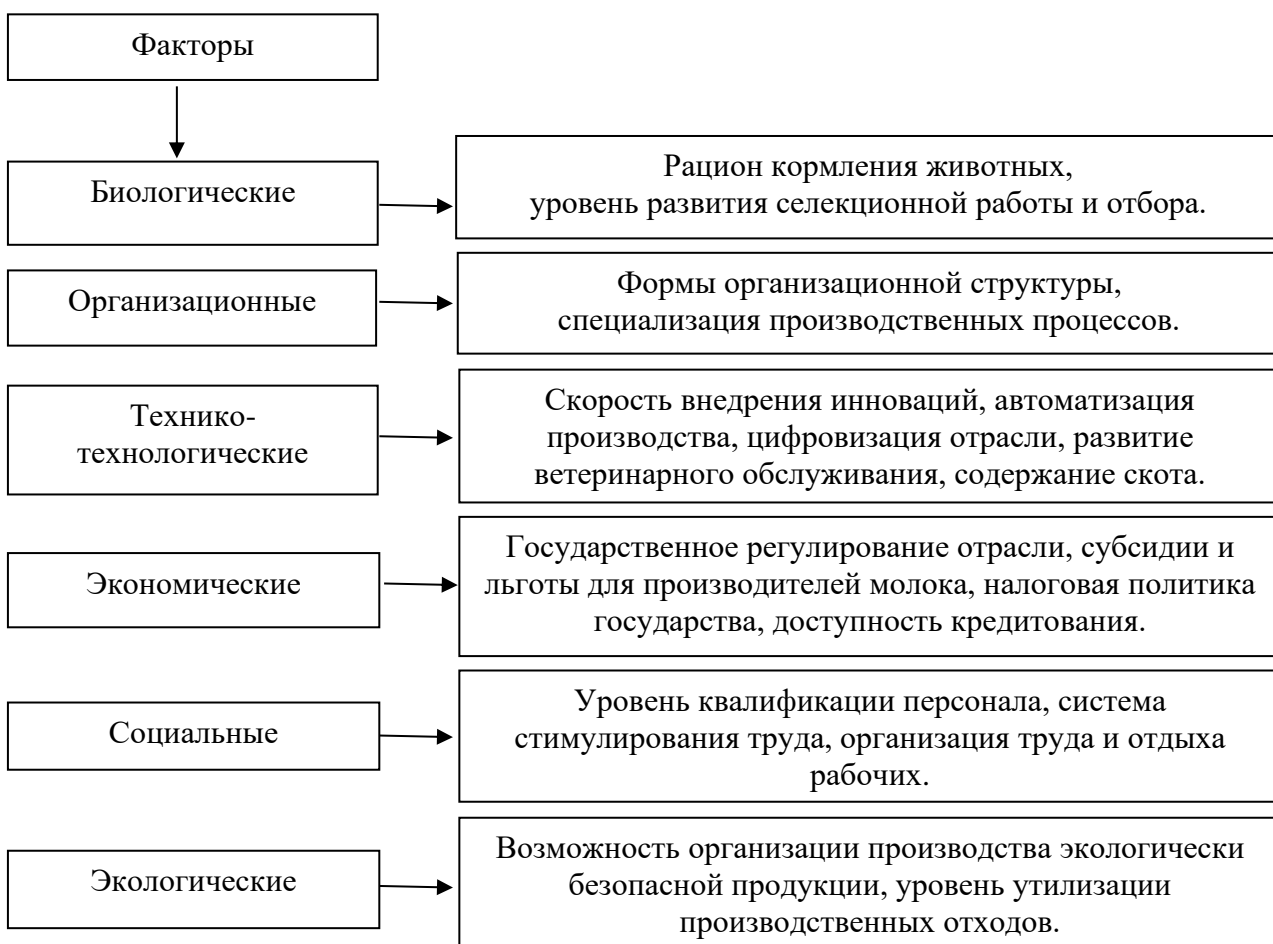 Факторы
Биологические
Рацион кормления животных,
уровень развития селекционной работы и отбора.
Организационные
Формы организационной структуры,
специализация производственных процессов.
Технико-
технологические
Скорость внедрения инноваций, автоматизация
производства, цифровизация отрасли, развитие
ветеринарного обслуживания, содержание скота.
Экономические
Государственное регулирование отрасли, субсидии и
льготы для производителей молока, налоговая политика
государства, доступность кредитования.
Социальные
Уровень квалификации персонала, система
стимулирования труда, организация труда и отдыха
рабочих.
Экологические
Возможность организации производства экологически
безопасной продукции, уровень утилизации
производственных отходов.